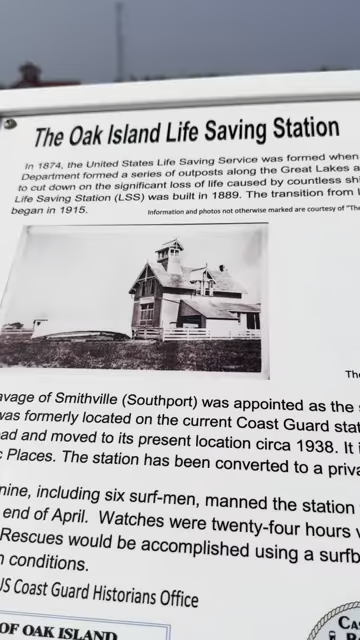 The Oak Island Life Saving Station
In 1874, the United States Life Saving Service was formed when
Department formed a series of outposts along the Great Lakes a
to cut down on the significant loss of life caused by countless sh
Life Saving Station (LSS) was built in 1889. The transition from
began in 1915. Information and photos not otherwise marked are courtesy of "The
The
avage of Smithville (Southport) was appointed as the
was formerly located on the current Coast Guard stat
ad and moved to its present location circa 1938. It i
c Places. The station has been converted to a priva
nine, including six surf-men, manned the station
end of April. Watches were twenty-four hours
Rescues would be accomplished using a surfb
n conditions.
US Coast Guard Historians Office
OF OAK ISLAND